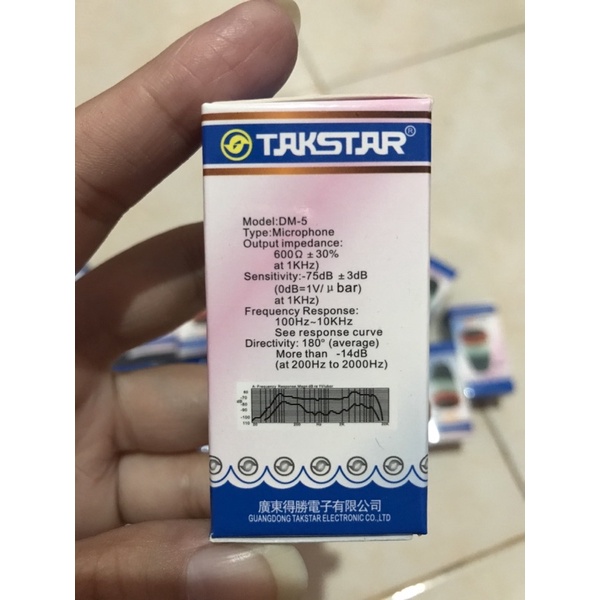 TAKSTAR®
Model:DM-5
Type:Microphone
Output impedance:
600Ω ±30%
at 1KHz)
Sensitivity:-75dB ±3dB
(0dB=1V/μbar)
at 1KHz)
Frequency Response:
100Hz~10KHz
See response curve
Directivity: 180° (average)
More than -14dB
(at 200Hz to 2000Hz)
廣東得勝電子有限公司
GUANGDONG TAKSTAR ELECTRONIC CO.,LTD